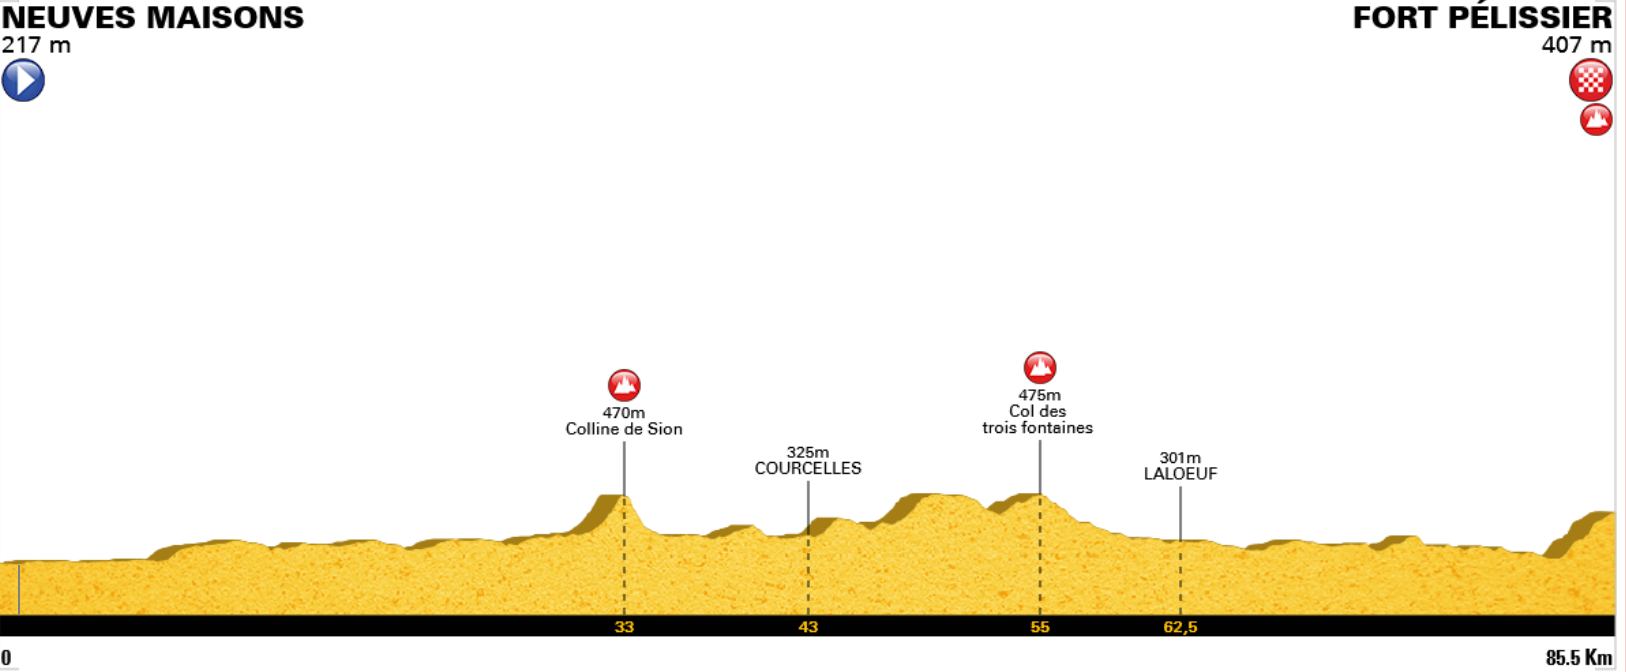 NEUVES MAISONS
217 m
FORT PÉLISSIER
407 m
470m
Colline de Sion
325m
COURCELLES
475m
Col des
trois fontaines
301m
LALOEUF
33
43
55
62,5
0
85.5 Km